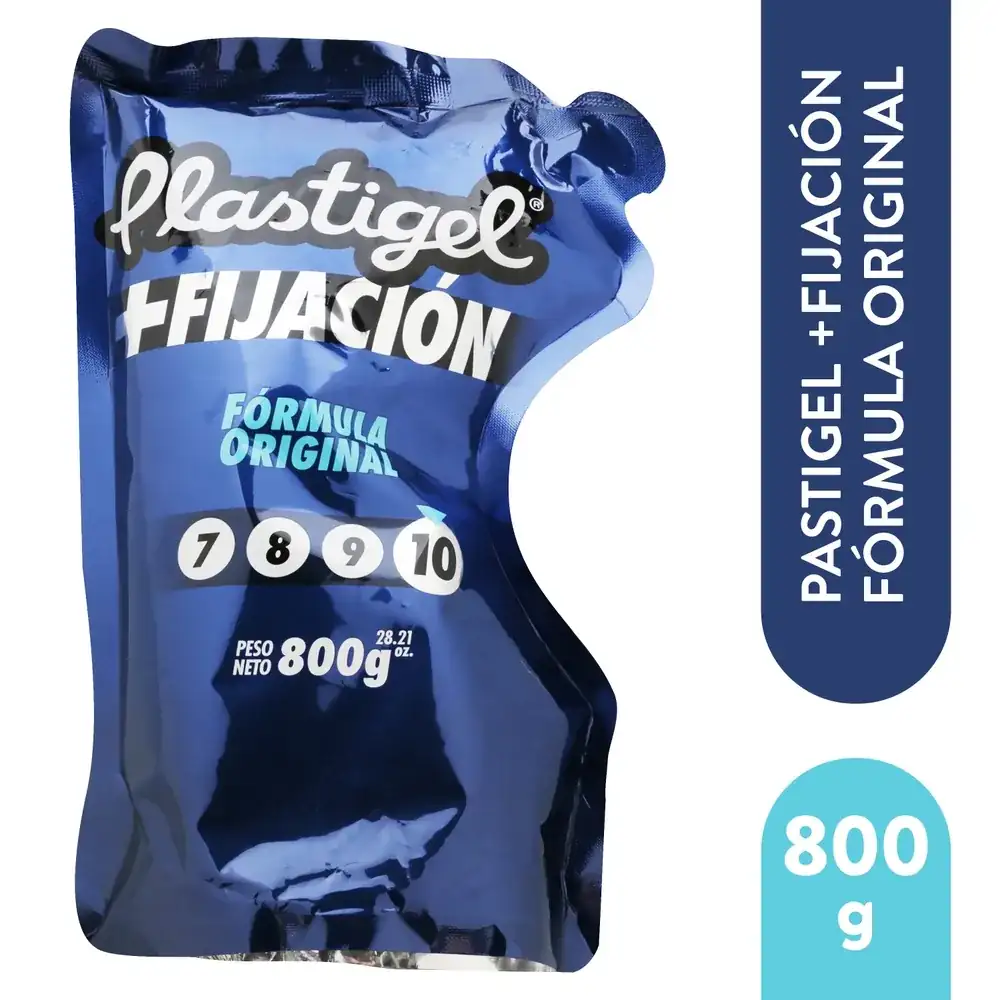 Plastigel®
+FIJACIÓN
FÓRMULA
ORIGINAL
7 8 9 10
PESO
NETO 800g 28.21
oz.
PASTIGEL +FIJACIÓN
FÓRMULA ORIGINAL
800
g